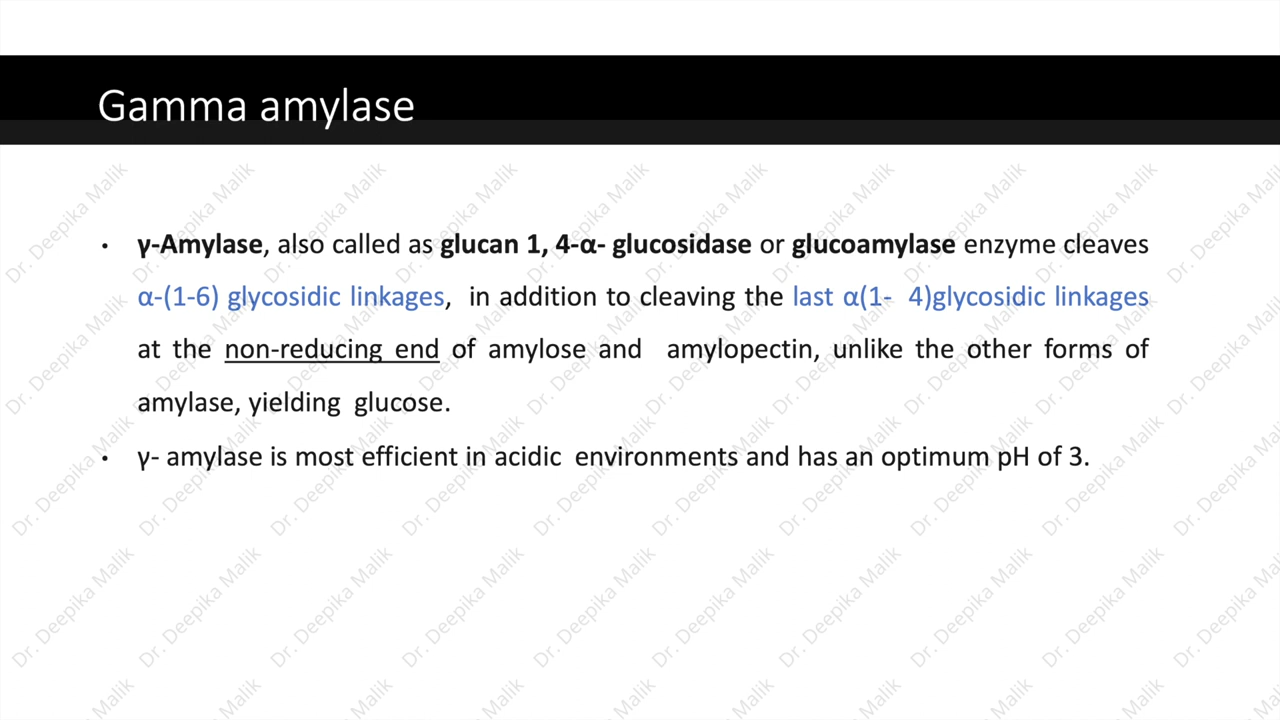 Gamma amylase
• γ-Amylase, also called as glucan 1, 4-α- glucosidase or glucoamylase enzyme cleaves
α-(1-6) glycosidic linkages, in addition to cleaving the last α(1- 4)glycosidic linkages
at the non-reducing end of amylose and amylopectin, unlike the other forms of
amylase, yielding glucose.
• γ- amylase is most efficient in acidic environments and has an optimum pH of 3.
Dr. Deepika Malik